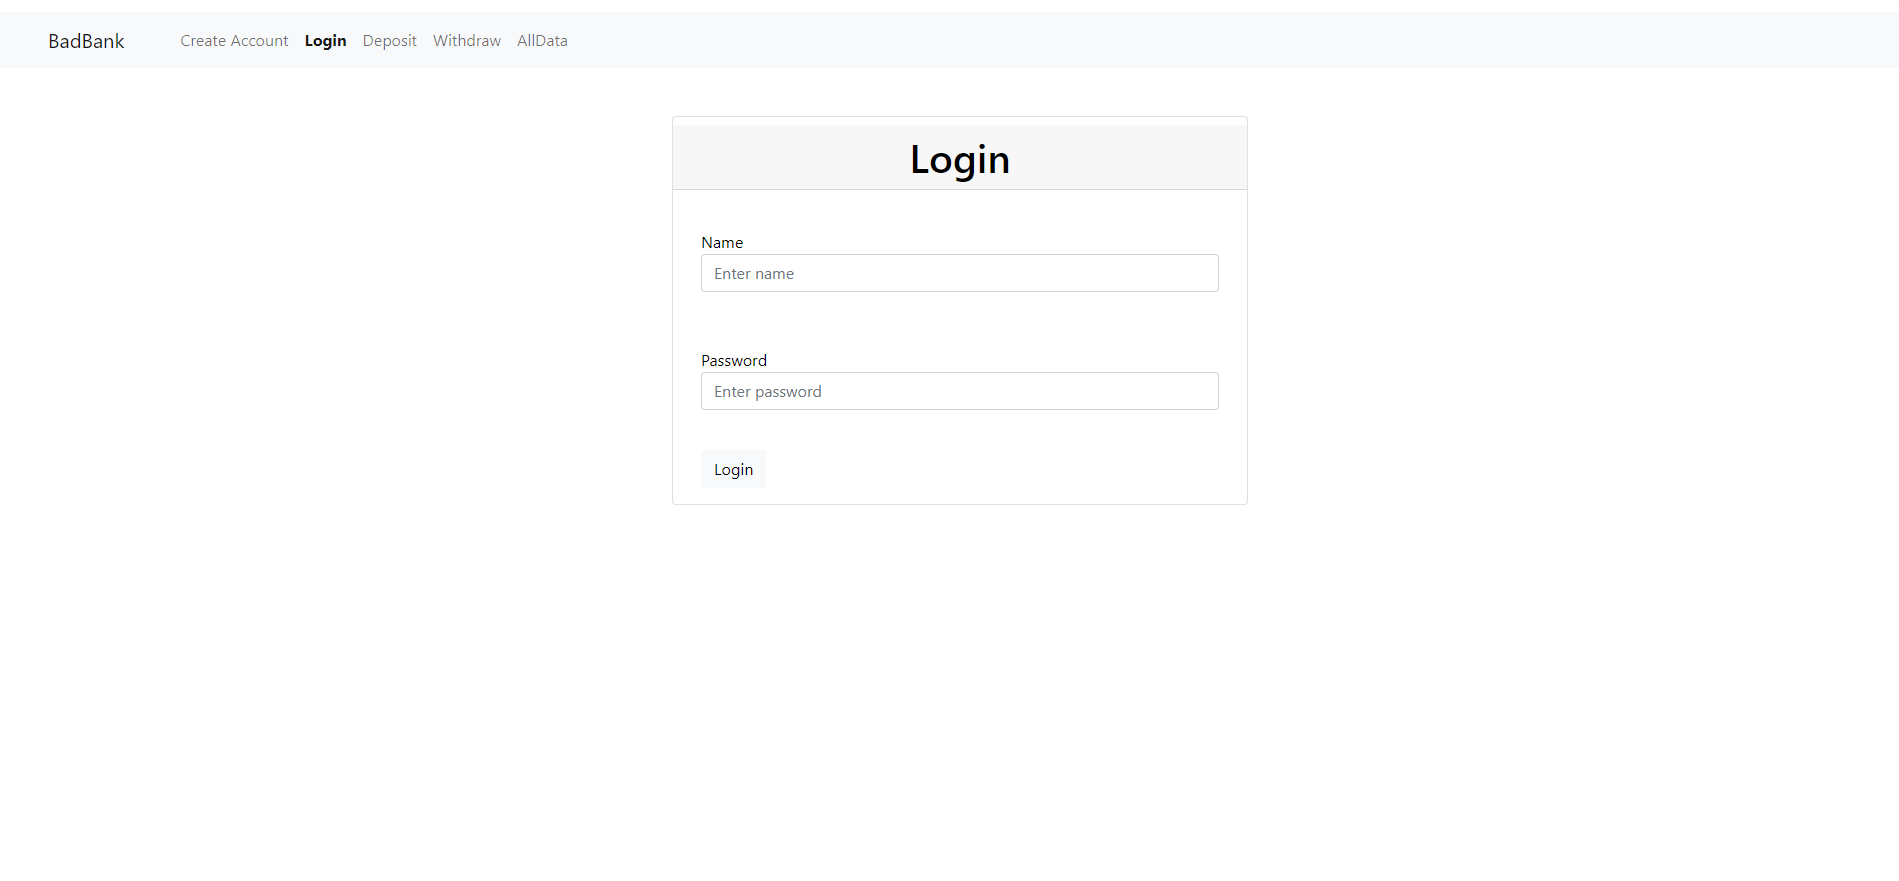 BadBank Create Account Login Deposit Withdraw AllData
Login
Name
Enter name
Password
Enter password
Login